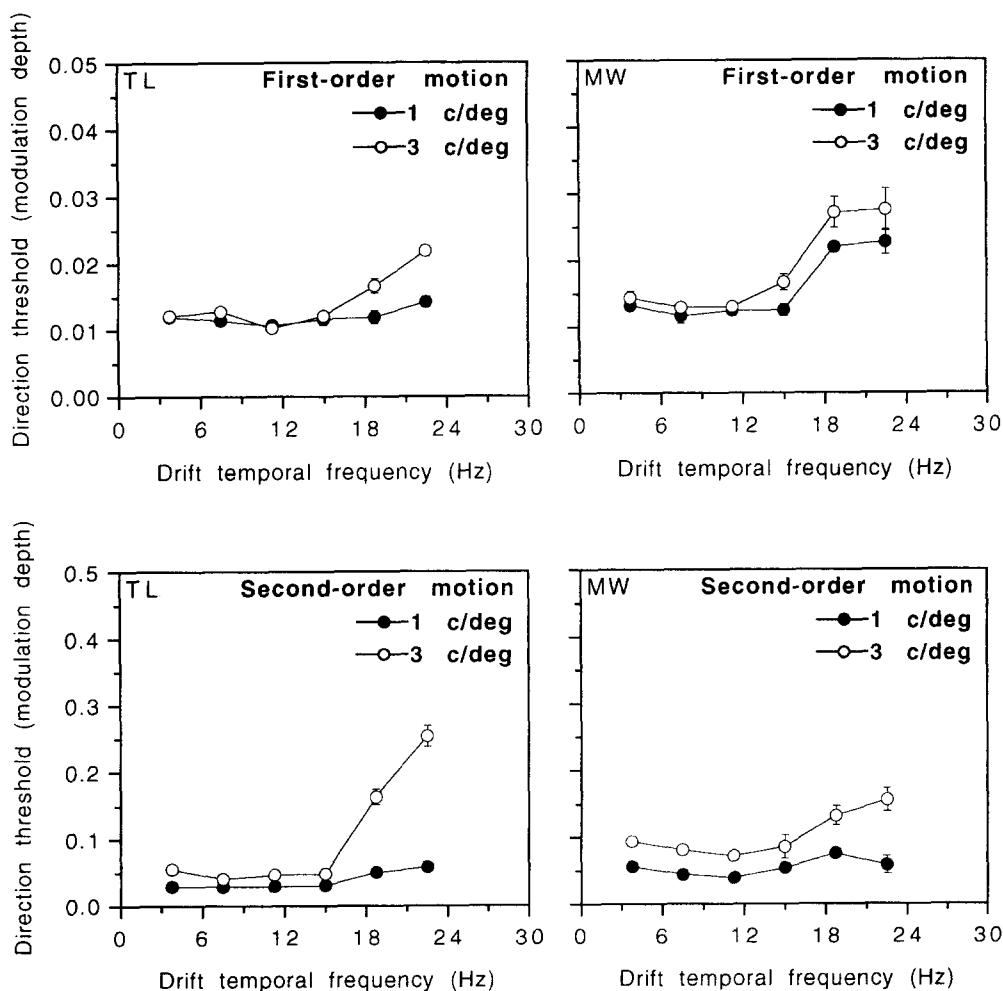 TL First-order motion
1 c/deg
3 c/deg
0.05
0.04
0.03
0.02
0.01
0.00
0 6 12 18 24 30
Direction threshold (modulation depth)
Drift temporal frequency (Hz)
MW First-order motion
1 c/deg
3 c/deg
0 6 12 18 24 30
Drift temporal frequency (Hz)
TL Second-order motion
1 c/deg
3 c/deg
0.5
0.4
0.3
0.2
0.1
0.0
0 6 12 18 24 30
Direction threshold (modulation depth)
Drift temporal frequency (Hz)
MW Second-order motion
1 c/deg
3 c/deg
0 6 12 18 24 30
Drift temporal frequency (Hz)